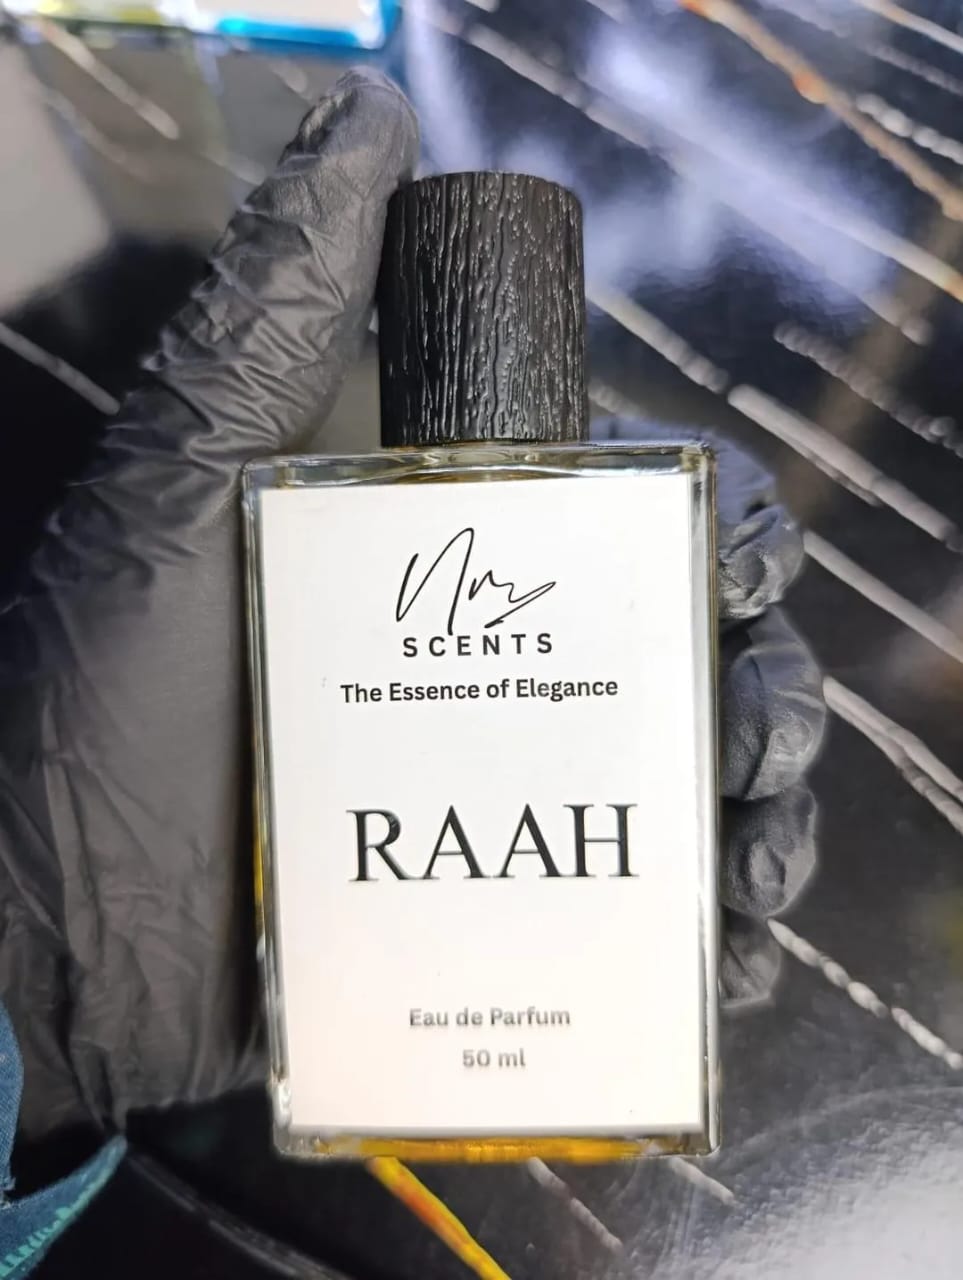 SCENTS
The Essence of Elegance
RAAH
Eau de Parfum
50 ml